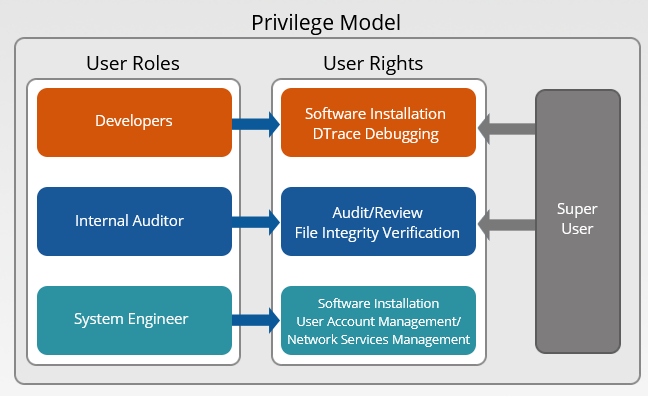 Privilege Model
User Roles
User Rights
Developers
Software Installation
DTrace Debugging
Internal Auditor
Audit/Review
File Integrity Verification
System Engineer
Software Installation
User Account Management/
Network Services Management
Super
User